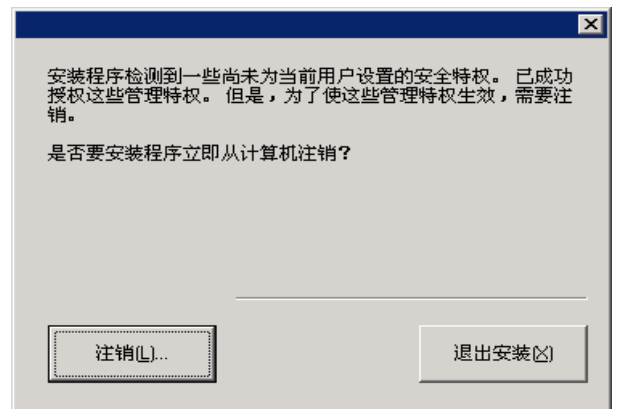 安装程序检测到一些尚未为当前用户设置的安全特权。 已成功
授权这些管理特权。 但是，为了使这些管理特权生效，需要注
销。
是否要安装程序立即从计算机注销?
注销(L)... 退出安装(X)